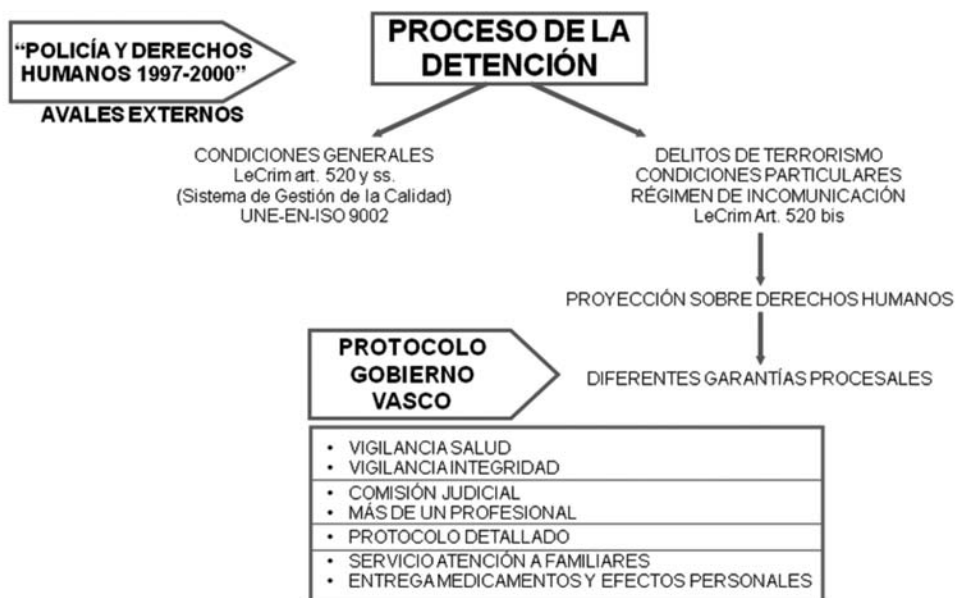 “POLICÍA Y DERECHOS
HUMANOS 1997-2000”
AVALES EXTERNOS
PROCESO DE LA
DETENCIÓN
CONDICIONES GENERALES
LeCrim art. 520 y ss.
(Sistema de Gestión de la Calidad)
UNE-EN-ISO 9002
DELITOS DE TERRORISMO
CONDICIONES PARTICULARES
RÉGIMEN DE INCOMUNICACIÓN
LeCrim Art. 520 bis
PROYECCIÓN SOBRE DERECHOS HUMANOS
DIFERENTES GARANTÍAS PROCESALES
PROTOCOLO
GOBIERNO
VASCO
• VIGILANCIA SALUD
• VIGILANCIA INTEGRIDAD
• COMISIÓN JUDICIAL
• MÁS DE UN PROFESIONAL
• PROTOCOLO DETALLADO
• SERVICIO ATENCIÓN A FAMILIARES
• ENTREGA MEDICAMENTOS Y EFECTOS PERSONALES